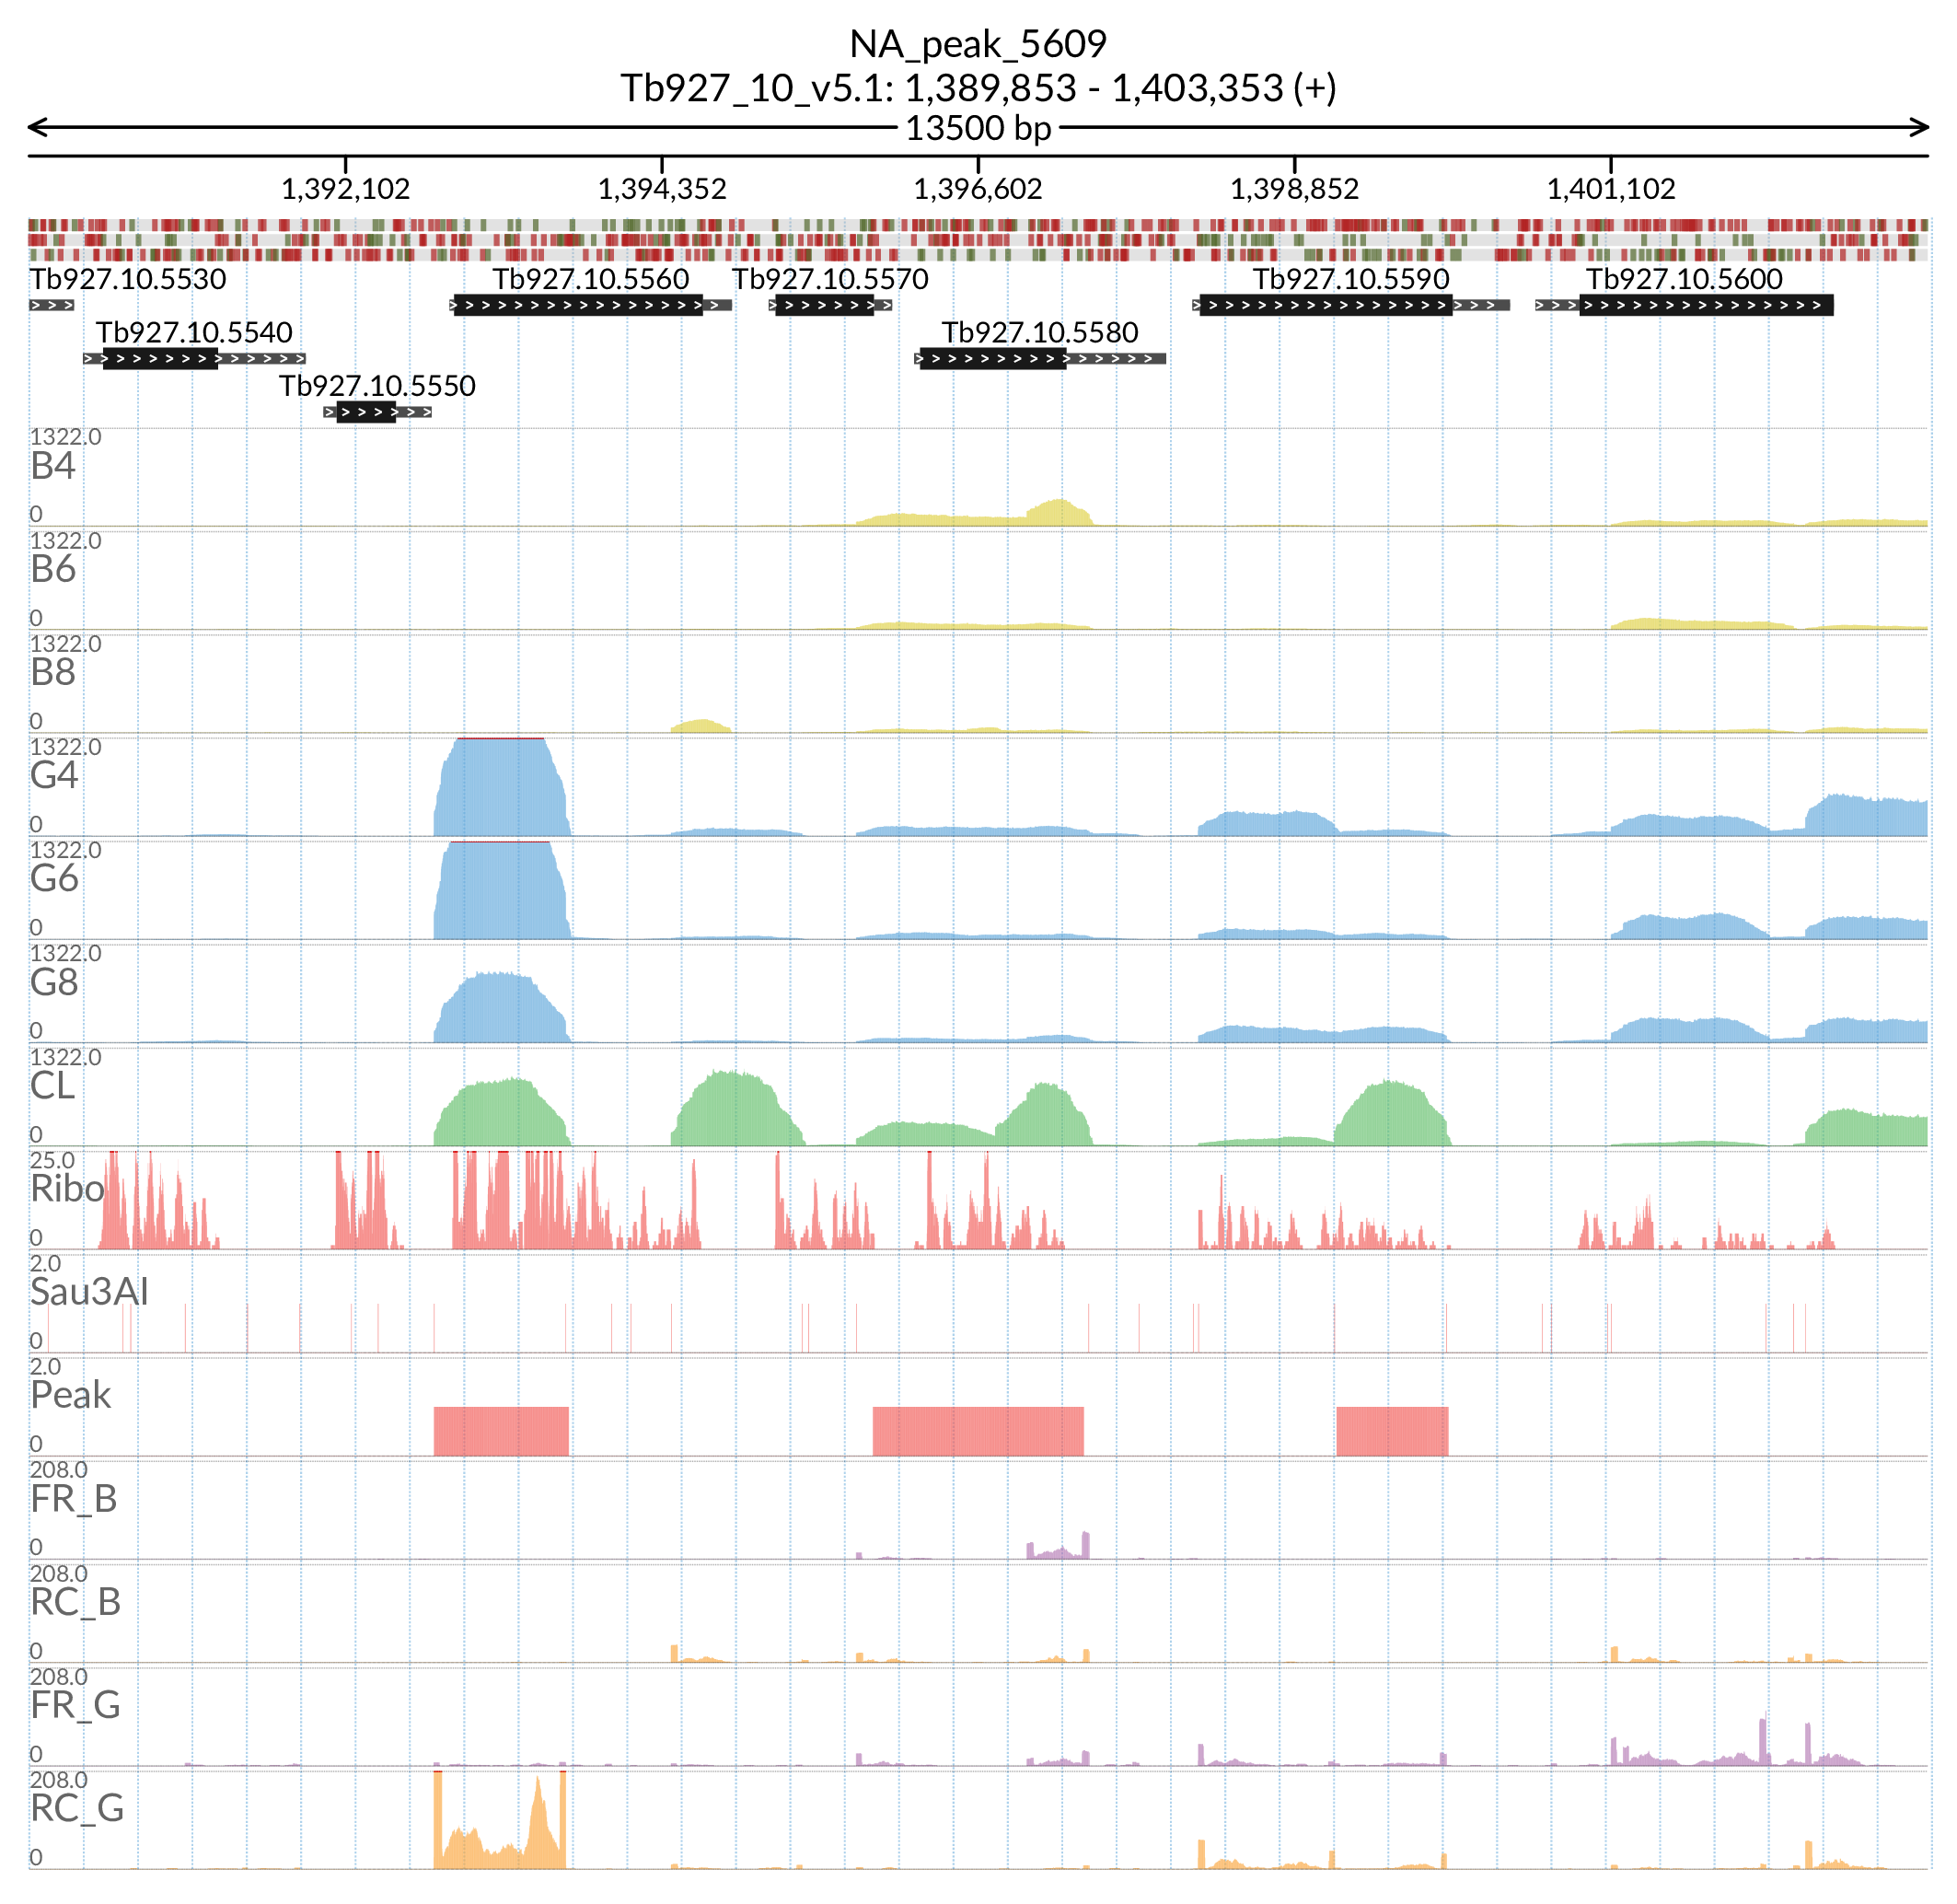 NA_peak_5609
Tb927_10_v5.1: 1,389,853 - 1,403,353 (+)
13500 bp
1,392,102 1,394,352 1,396,602 1,398,852 1,401,102
Tb927.10.5530 Tb927.10.5560 Tb927.10.5570 Tb927.10.5590 Tb927.10.5600
Tb927.10.5540 Tb927.10.5580
Tb927.10.5550
1322.0
B4
0
1322.0
B6
0
1322.0
B8
0
1322.0
G4
0
1322.0
G6
0
1322.0
G8
0
1322.0
CL
0
25.0
Ribo
0
2.0
Sau3AI
0
2.0
Peak
0
208.0
FR_B
0
208.0
RC_B
0
208.0
FR_G
0
208.0
RC_G
0